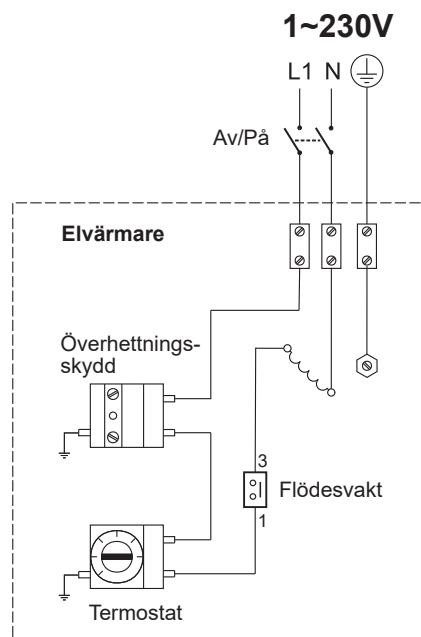 1~230V
L1 N
Av/På
Elvärmare
Överhettnings-
skydd
3
Flödesvakt
1
Termostat